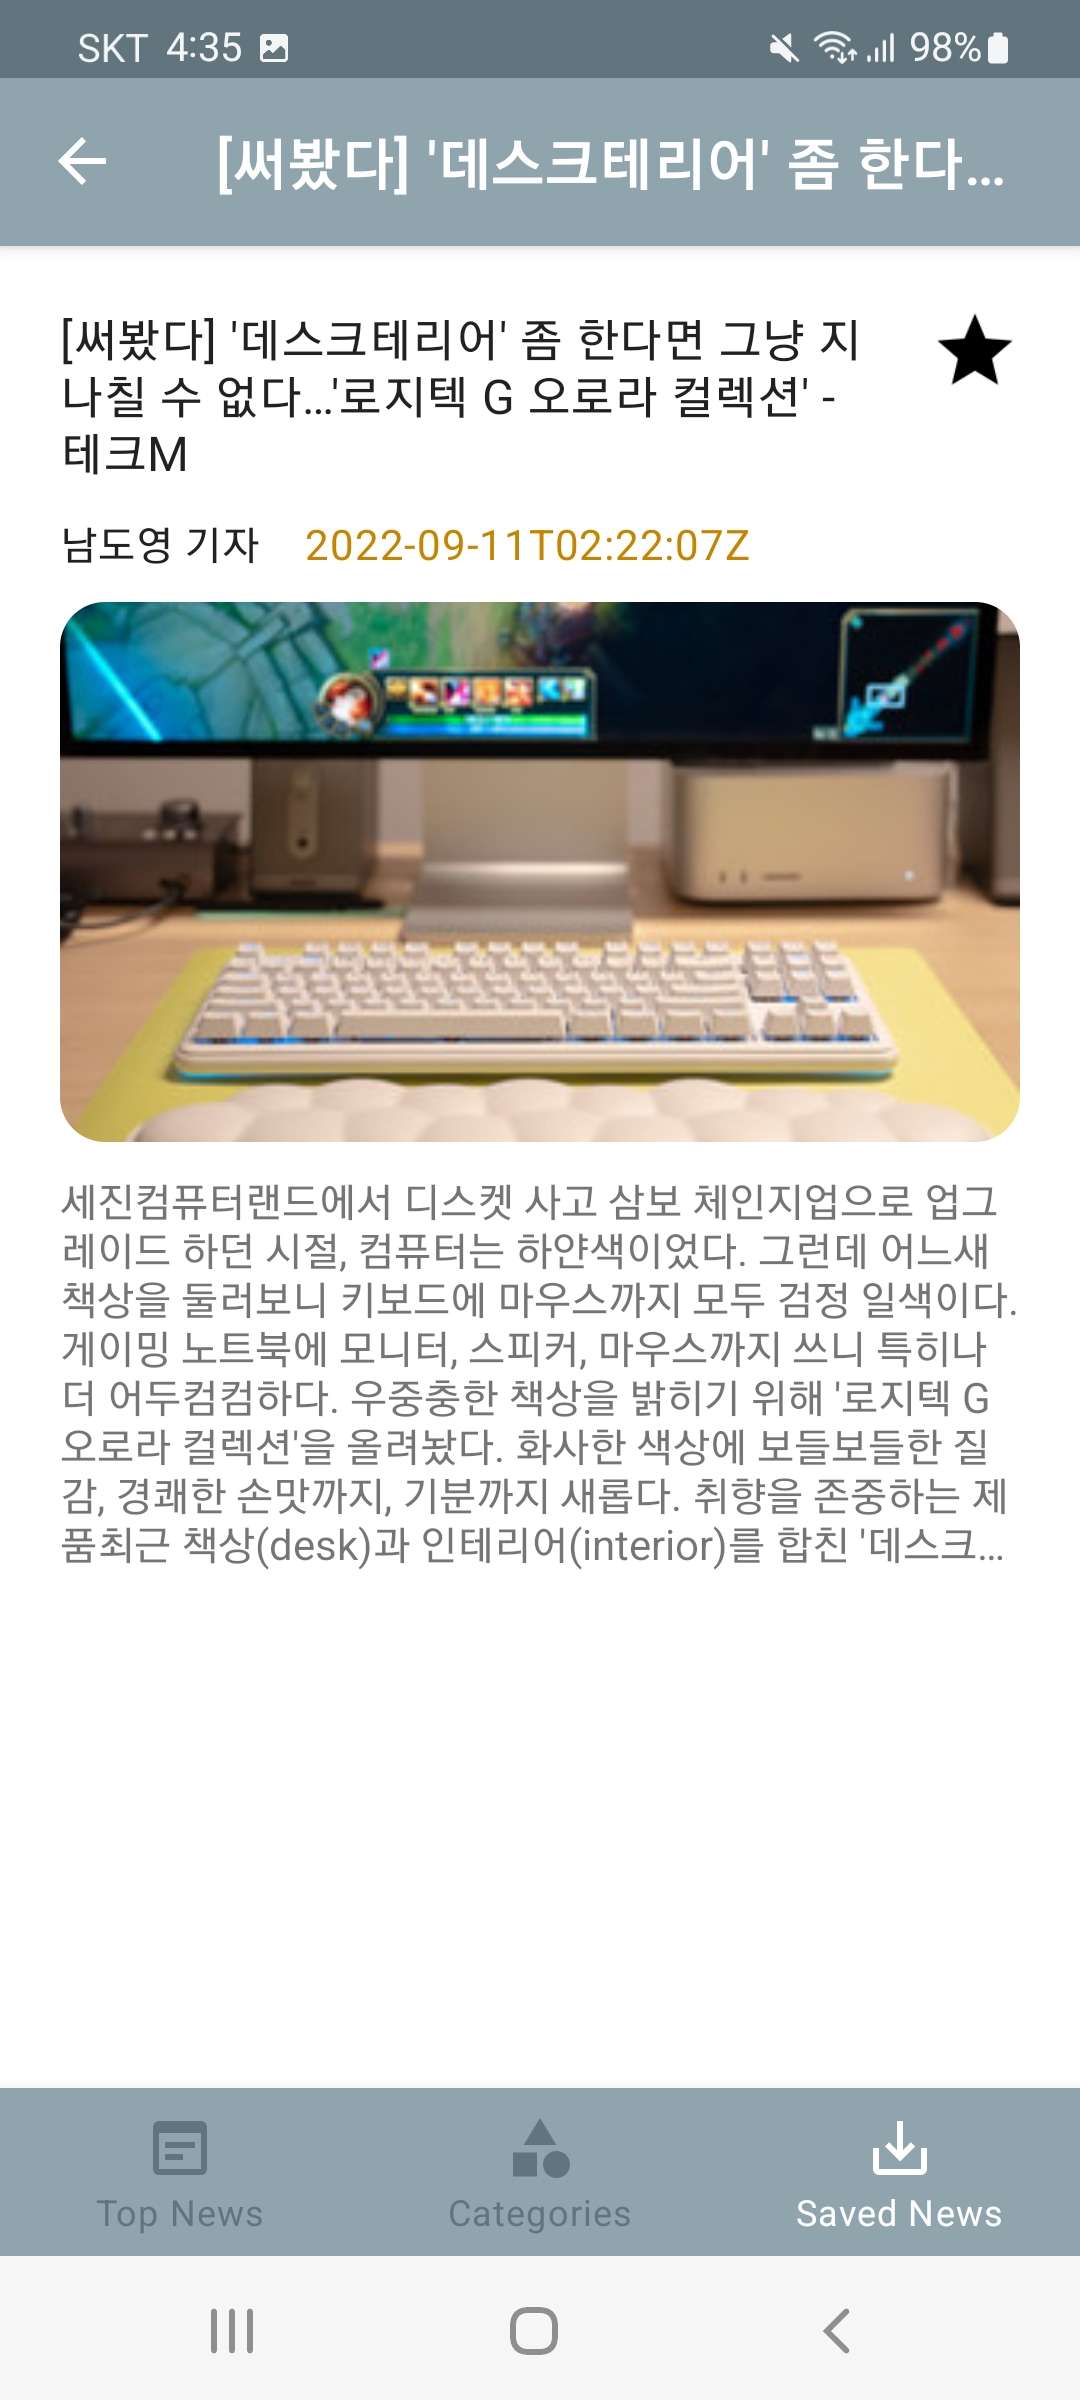 SKT 4:35 98%
[써봤다] '데스크테리어' 좀 한다...
[써봤다] '데스크테리어' 좀 한다면 그냥 지
나칠 수 없다...'로지텍 G 오로라 컬렉션' -
테크M
남도영 기자 2022-09-11T02:22:07Z
세진컴퓨터랜드에서 디스켓 사고 삼보 체인지업으로 업그
레이드 하던 시절, 컴퓨터는 하얀색이었다. 그런데 어느새
책상을 둘러보니 키보드에 마우스까지 모두 검정 일색이다.
게이밍 노트북에 모니터, 스피커, 마우스까지 쓰니 특히나
더 어두컴컴하다. 우중충한 책상을 밝히기 위해 '로지텍 G
오로라 컬렉션'을 올려놨다. 화사한 색상에 보들보들한 질
감, 경쾌한 손맛까지, 기분까지 새롭다. 취향을 존중하는 제
품최근 책상(desk)과 인테리어(interior)를 합친 '데스크...
Top News Categories Saved News